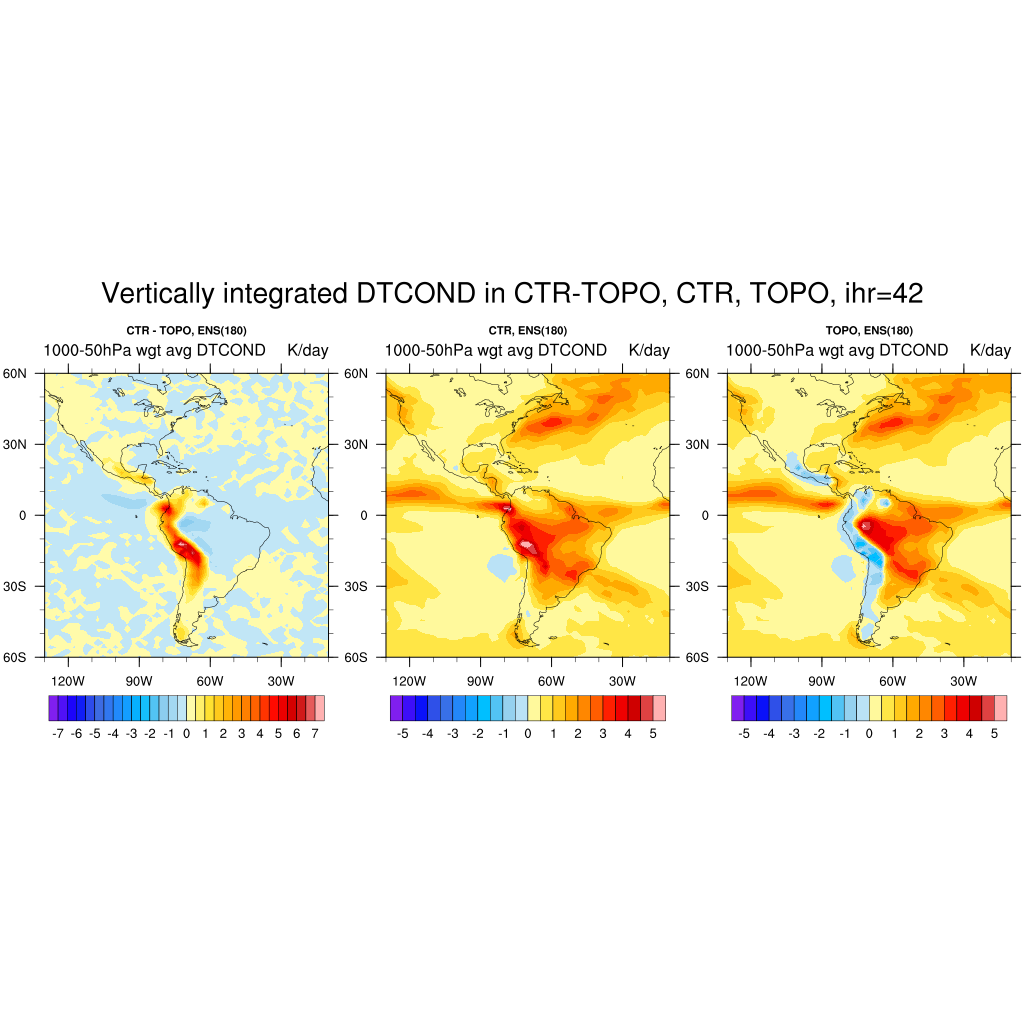 Vertically integrated DTCOND in CTR-TOPO, CTR, TOPO, ihr=42
CTR - TOPO, ENS(180)
1000-50hPa wgt avg DTCOND K/day
60N
30N
0
30S
60S
120W 90W 60W 30W
-7 -6 -5 -4 -3 -2 -1 0 1 2 3 4 5 6 7
CTR, ENS(180)
1000-50hPa wgt avg DTCOND K/day
60N
30N
0
30S
60S
120W 90W 60W 30W
-5 -4 -3 -2 -1 0 1 2 3 4 5
TOPO, ENS(180)
1000-50hPa wgt avg DTCOND K/day
60N
30N
0
30S
60S
120W 90W 60W 30W
-5 -4 -3 -2 -1 0 1 2 3 4 5